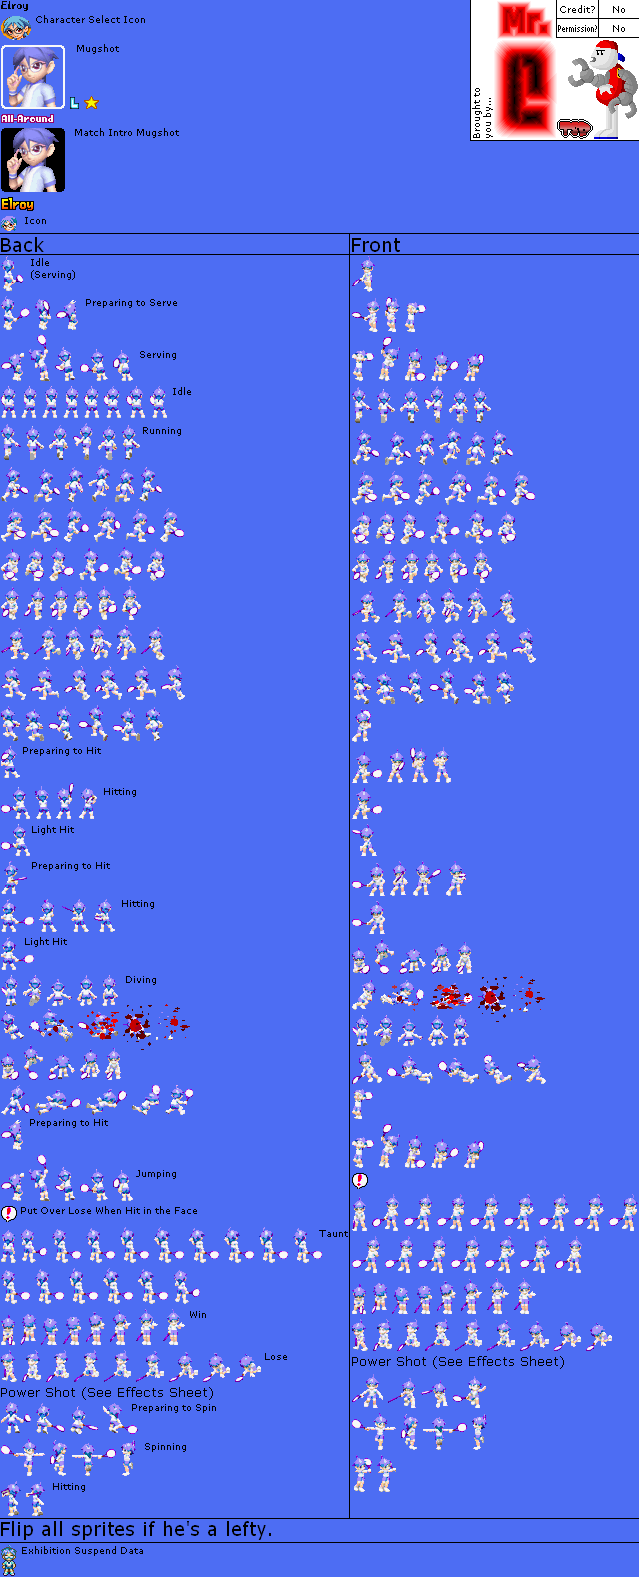 Elroy
Character Select Icon
Mugshot
L
All-Around
Match Intro Mugshot
Elroy
Icon
Brought to
you by...
Mr.
C
Credit? No
Permission? No
Back
Front
Idle
(Serving)
Preparing to Serve
Serving
Idle
Running
Preparing to Hit
Hitting
Light Hit
Preparing to Hit
Hitting
Light Hit
Diving
Preparing to Hit
Jumping
! Put Over Lose When Hit in the Face
!
Taunt
Win
Lose
Power Shot (See Effects Sheet)
Power Shot (See Effects Sheet)
Preparing to Spin
Spinning
Hitting
Flip all sprites if he's a lefty.
Exhibition Suspend Data